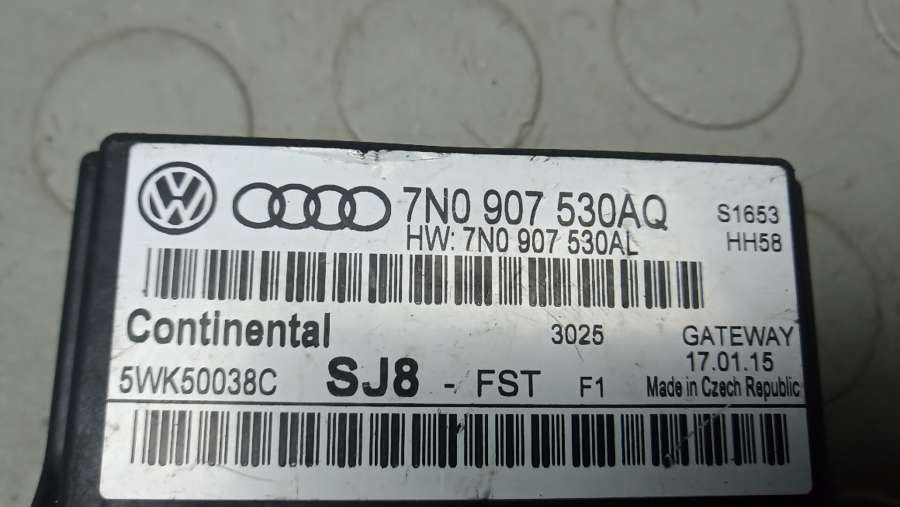 7N0 907 530AQ S1653
HW: 7N0 907 530AL HH58
Continental 3025 GATEWAY
17.01.15
5WK50038C SJ8 - FST F1 Made in Czech Republic